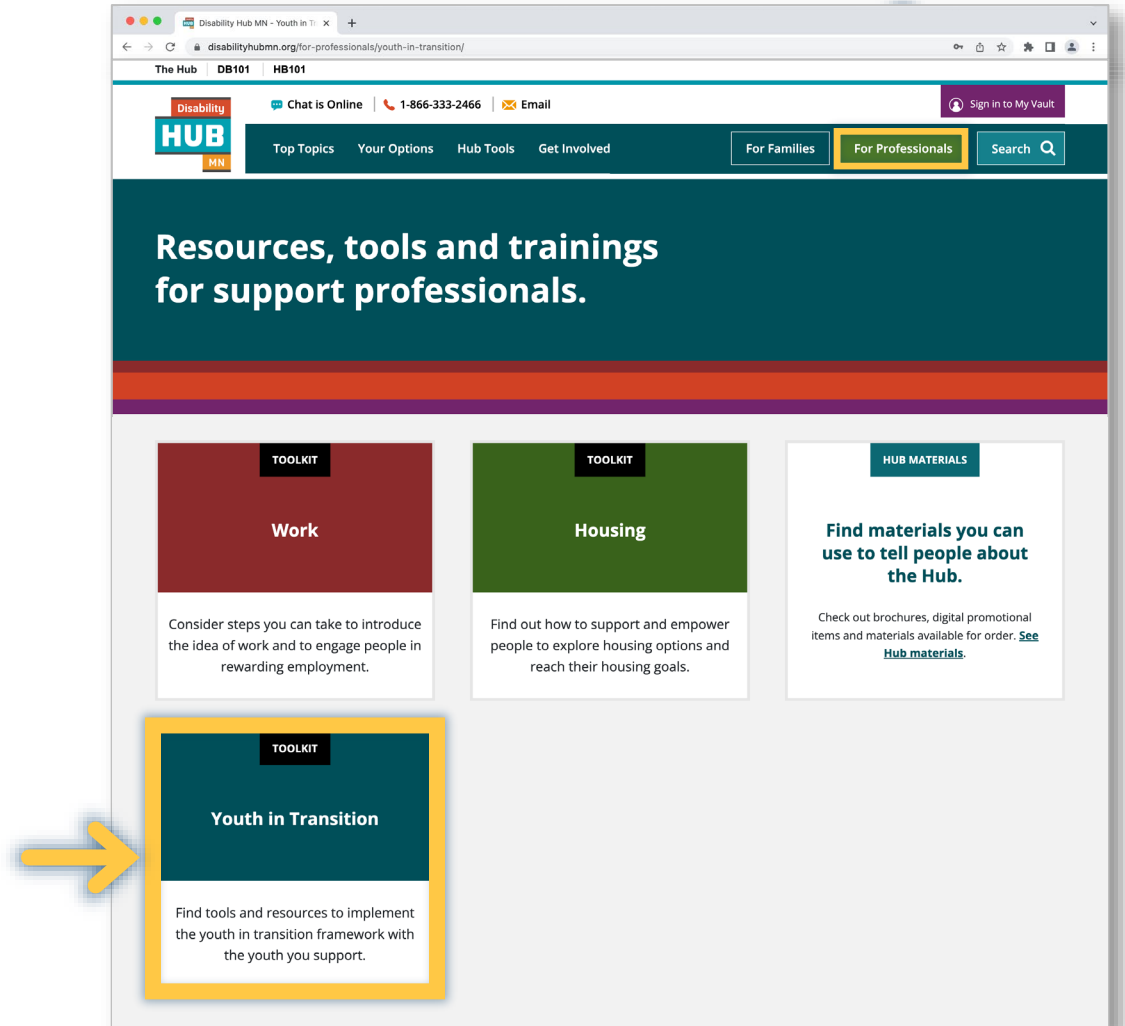 Disability Hub MN - Youth in Tr
disabilityhubmn.org/for-professionals/youth-in-transition/
The Hub DB101 HB101
Disability
HUB
MN
Chat is Online 1-866-333-2466 Email
Sign in to My Vault
Top Topics Your Options Hub Tools Get Involved
For Families For Professionals Search
Resources, tools and trainings
for support professionals.
TOOLKIT
Work
Consider steps you can take to introduce
the idea of work and to engage people in
rewarding employment.
TOOLKIT
Housing
Find out how to support and empower
people to explore housing options and
reach their housing goals.
HUB MATERIALS
Find materials you can
use to tell people about
the Hub.
Check out brochures, digital promotional
items and materials available for order. See
Hub materials.
TOOLKIT
Youth in Transition
Find tools and resources to implement
the youth in transition framework with
the youth you support.